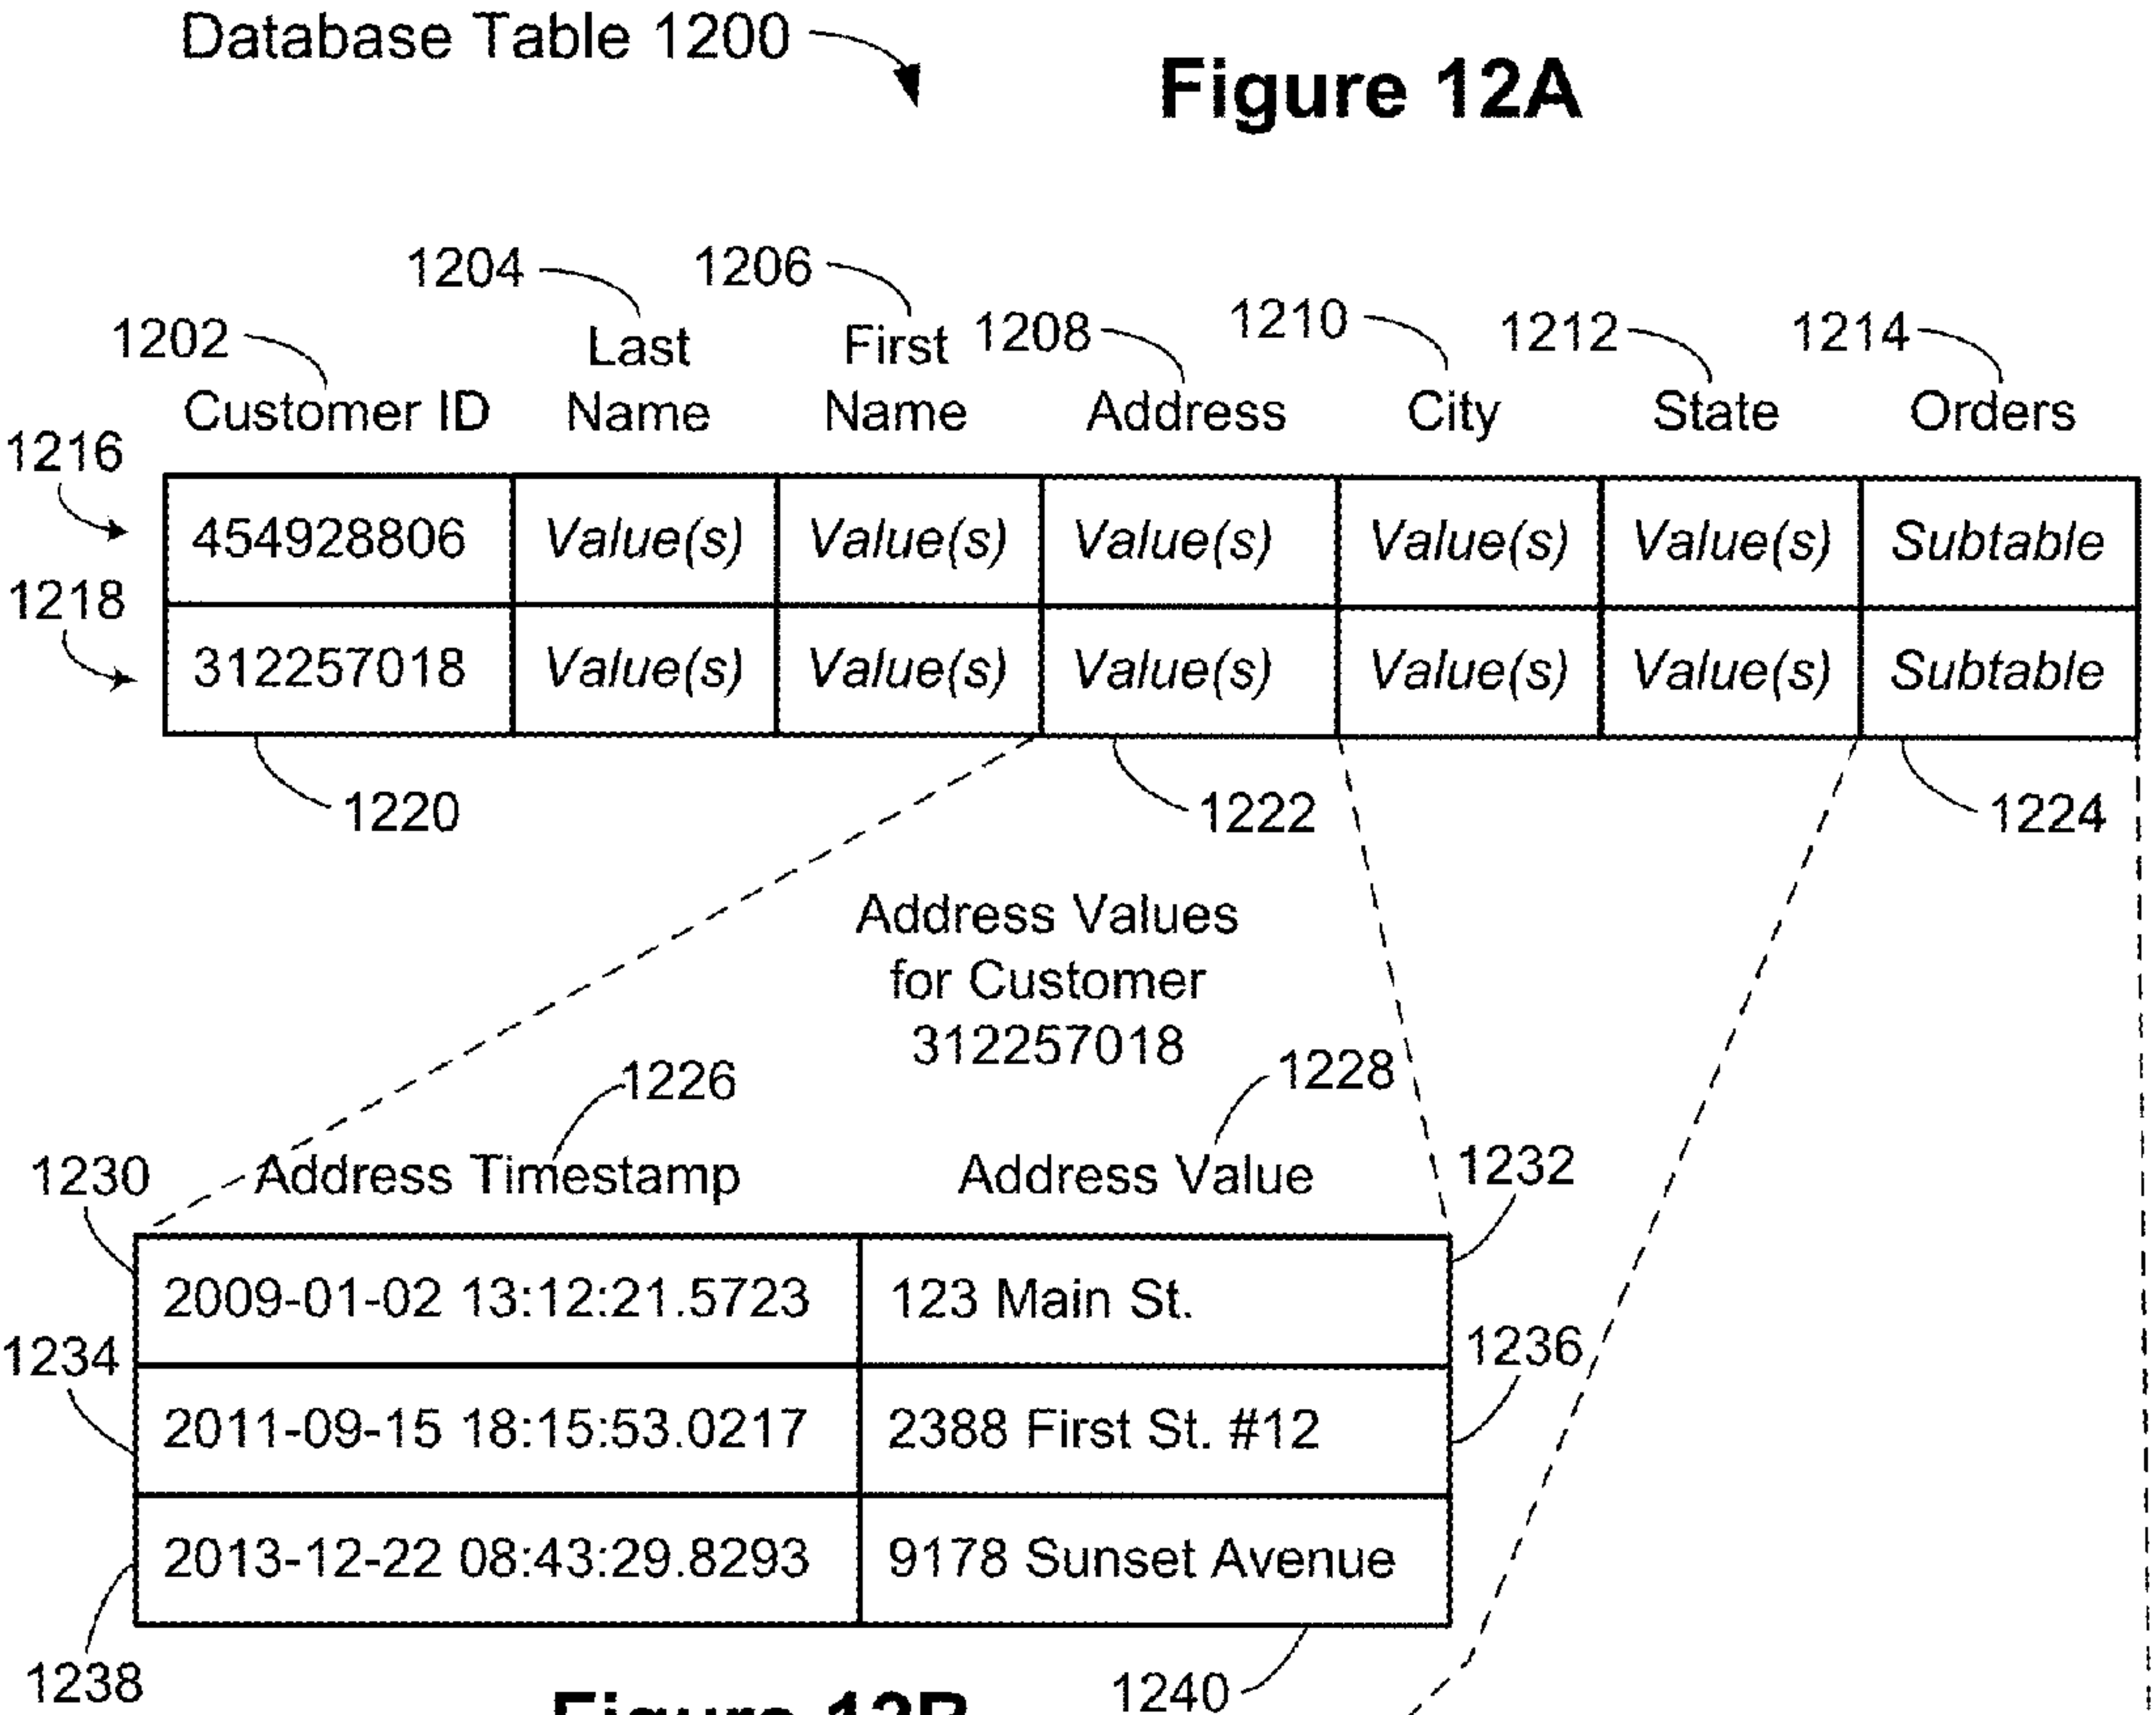 Database Table 1200
Figure 12A
1204 1206
1202 Last First 1208 1210 1212 1214
Customer ID Name Name Address City State Orders
1216
454928806 Value(s) Value(s) Value(s) Value(s) Value(s) Subtable
1218
312257018 Value(s) Value(s) Value(s) Value(s) Value(s) Subtable
1220 1222 1224
Address Values
for Customer
312257018
1226 1228
1230 Address Timestamp Address Value 1232
2009-01-02 13:12:21.5723 123 Main St.
1234 1236
2011-09-15 18:15:53.0217 2388 First St. #12
2013-12-22 08:43:29.8293 9178 Sunset Avenue
1238 1240
Figure 12B